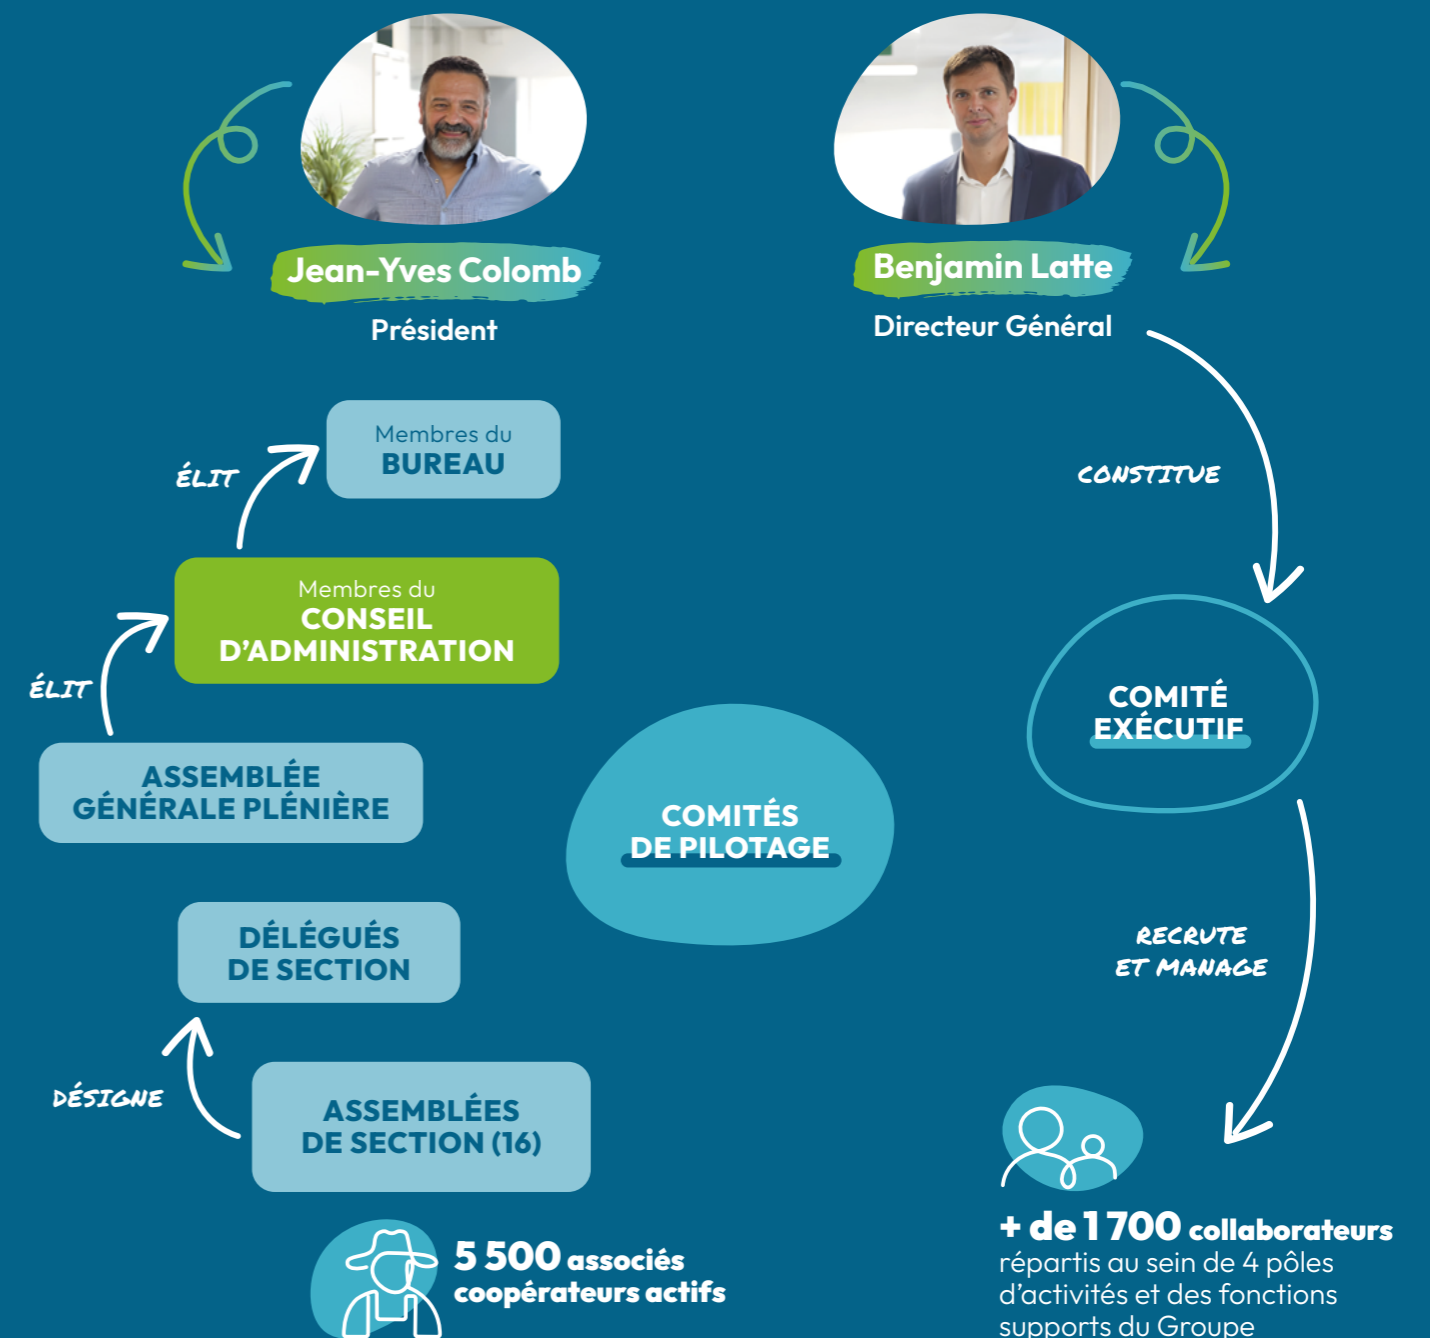 Jean-Yves Colomb
Président
Benjamin Latte
Directeur Général
Membres du
BUREAU
ÉLIT
Membres du
CONSEIL
D’ADMINISTRATION
ÉLIT
ASSEMBLÉE
GÉNÉRALE PLÉNIÈRE
DÉLÉGUÉS
DE SECTION
DÉSIGNE
ASSEMBLÉES
DE SECTION (16)
5 500 associés
coopérateurs actifs
COMITÉS
DE PILOTAGE
CONSTITUE
COMITÉ
EXÉCUTIF
RECRUTE
ET MANAGE
+ de 1 700 collaborateurs
répartis au sein de 4 pôles
d’activités et des fonctions
supports du Groupe